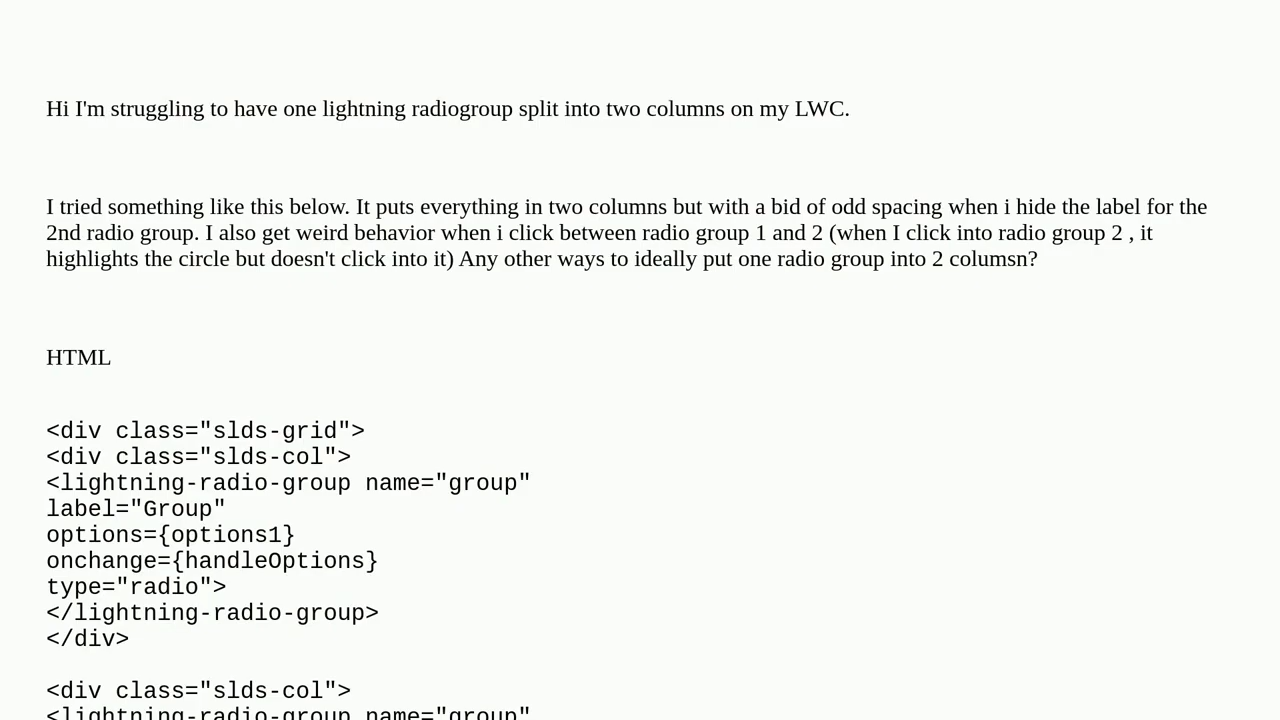 Hi I'm struggling to have one lightning radiogroup split into two columns on my LWC.
I tried something like this below. It puts everything in two columns but with a bid of odd spacing when i hide the label for the
2nd radio group. I also get weird behavior when i click between radio group 1 and 2 (when I click into radio group 2 , it
highlights the circle but doesn't click into it) Any other ways to ideally put one radio group into 2 columsn?
HTML
<div class="slds-grid">
<div class="slds-col">
<lightning-radio-group name="group"
label="Group"
options={options1}
onchange={handleOptions}
type="radio">
</lightning-radio-group>
</div>
<div class="slds-col">
<lightning-radio-group name="group"